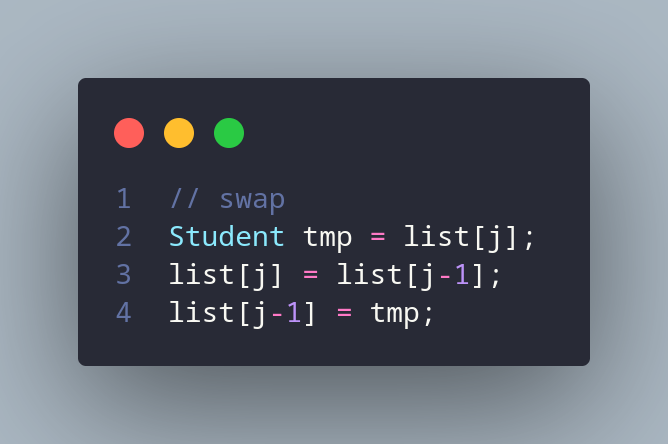 1 // swap
2 Student tmp = list[j];
3 list[j] = list[j-1];
4 list[j-1] = tmp;